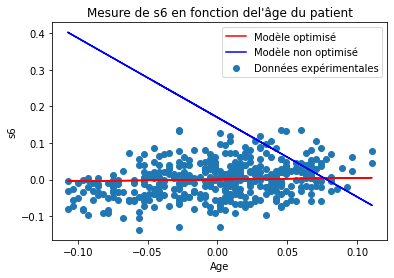 Mesure de s6 en fonction del'âge du patient
Modèle optimisé
Modèle non optimisé
Données expérimentales
s6
0.4
0.3
0.2
0.1
0.0
−0.1
−0.10
−0.05
0.00
0.05
0.10
Age